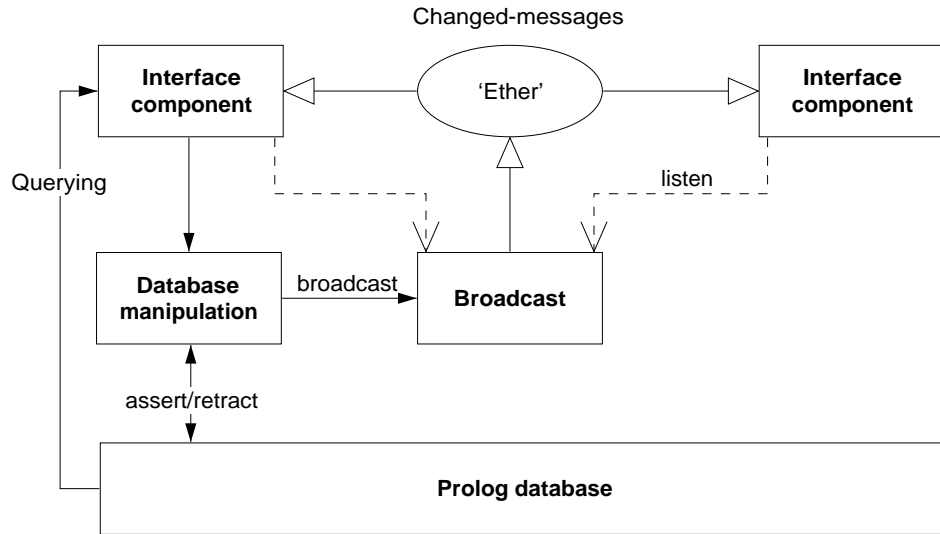 Changed-messages
Interface
component
‘Ether’
Interface
component
Querying
listen
Database
manipulation
broadcast
Broadcast
assert/retract
Prolog database